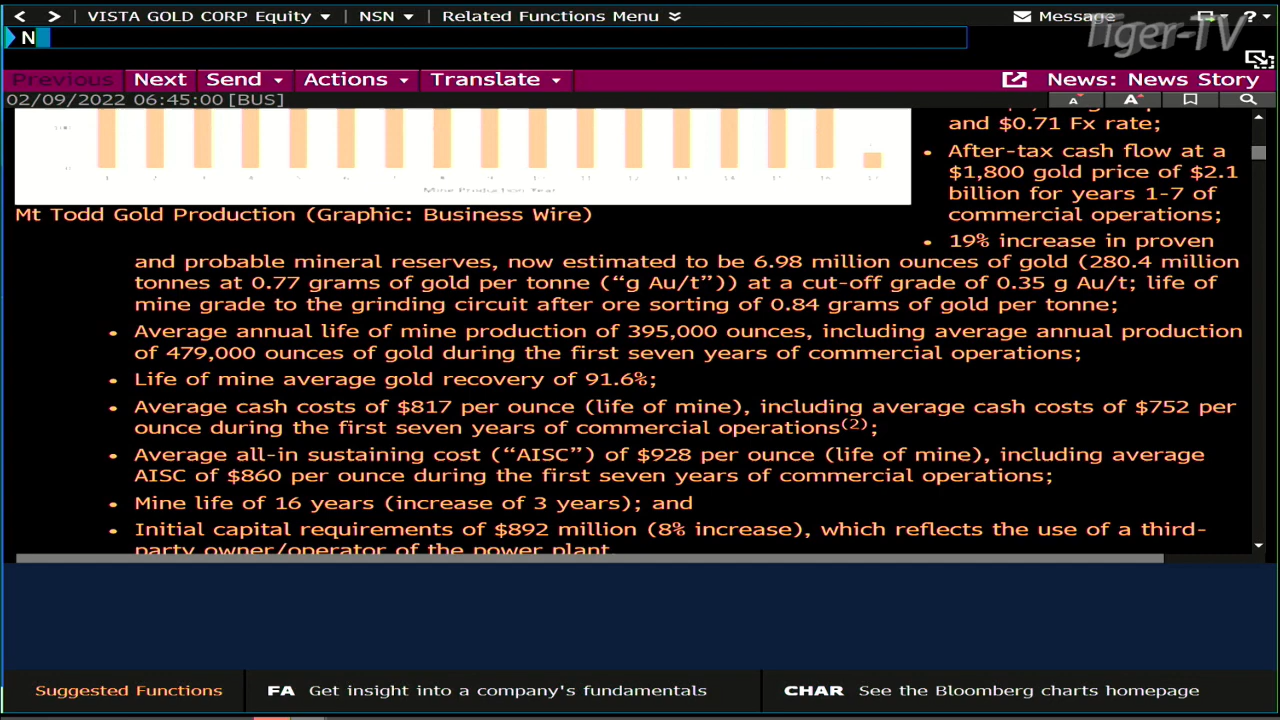 VISTA GOLD CORP Equity NSN Related Functions Menu Message ?
N
Tiger-TV
Previous Next Send Actions Translate News: News Story
02/09/2022 06:45:00 [BUS] A A
and $0.71 Fx rate;
• After-tax cash flow at a
$1,800 gold price of $2.1
billion for years 1-7 of
commercial operations;
Mine Production Year
Mt Todd Gold Production (Graphic: Business Wire)
• 19% increase in proven
and probable mineral reserves, now estimated to be 6.98 million ounces of gold (280.4 million
tonnes at 0.77 grams of gold per tonne (“g Au/t”)) at a cut-off grade of 0.35 g Au/t; life of
mine grade to the grinding circuit after ore sorting of 0.84 grams of gold per tonne;
• Average annual life of mine production of 395,000 ounces, including average annual production
of 479,000 ounces of gold during the first seven years of commercial operations;
• Life of mine average gold recovery of 91.6%;
• Average cash costs of $817 per ounce (life of mine), including average cash costs of $752 per
ounce during the first seven years of commercial operations(2);
• Average all-in sustaining cost (“AISC”) of $928 per ounce (life of mine), including average
AISC of $860 per ounce during the first seven years of commercial operations;
• Mine life of 16 years (increase of 3 years); and
• Initial capital requirements of $892 million (8% increase), which reflects the use of a third-
party owner/operator of the power plant
Suggested Functions FA Get insight into a company's fundamentals CHAR See the Bloomberg charts homepage